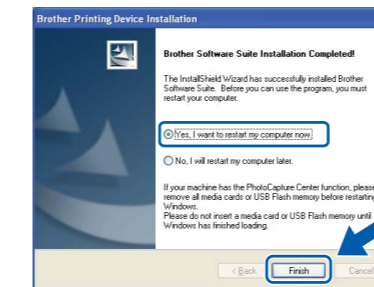 Brother Printing Device Installation
Brother Software Suite Installation Completed!
The InstallShield Wizard has successfully installed Brother
Software Suite. Before you can use the program, you must
restart your computer.
Yes, I want to restart my computer now.
No, I will restart my computer later.
If your machine has the PhotoCapture Center function, please
remove all media cards or USB Flash memory before restarting
Windows.
Please do not insert a media card or USB Flash memory until
Windows has finished loading.
< Back Finish Cancel